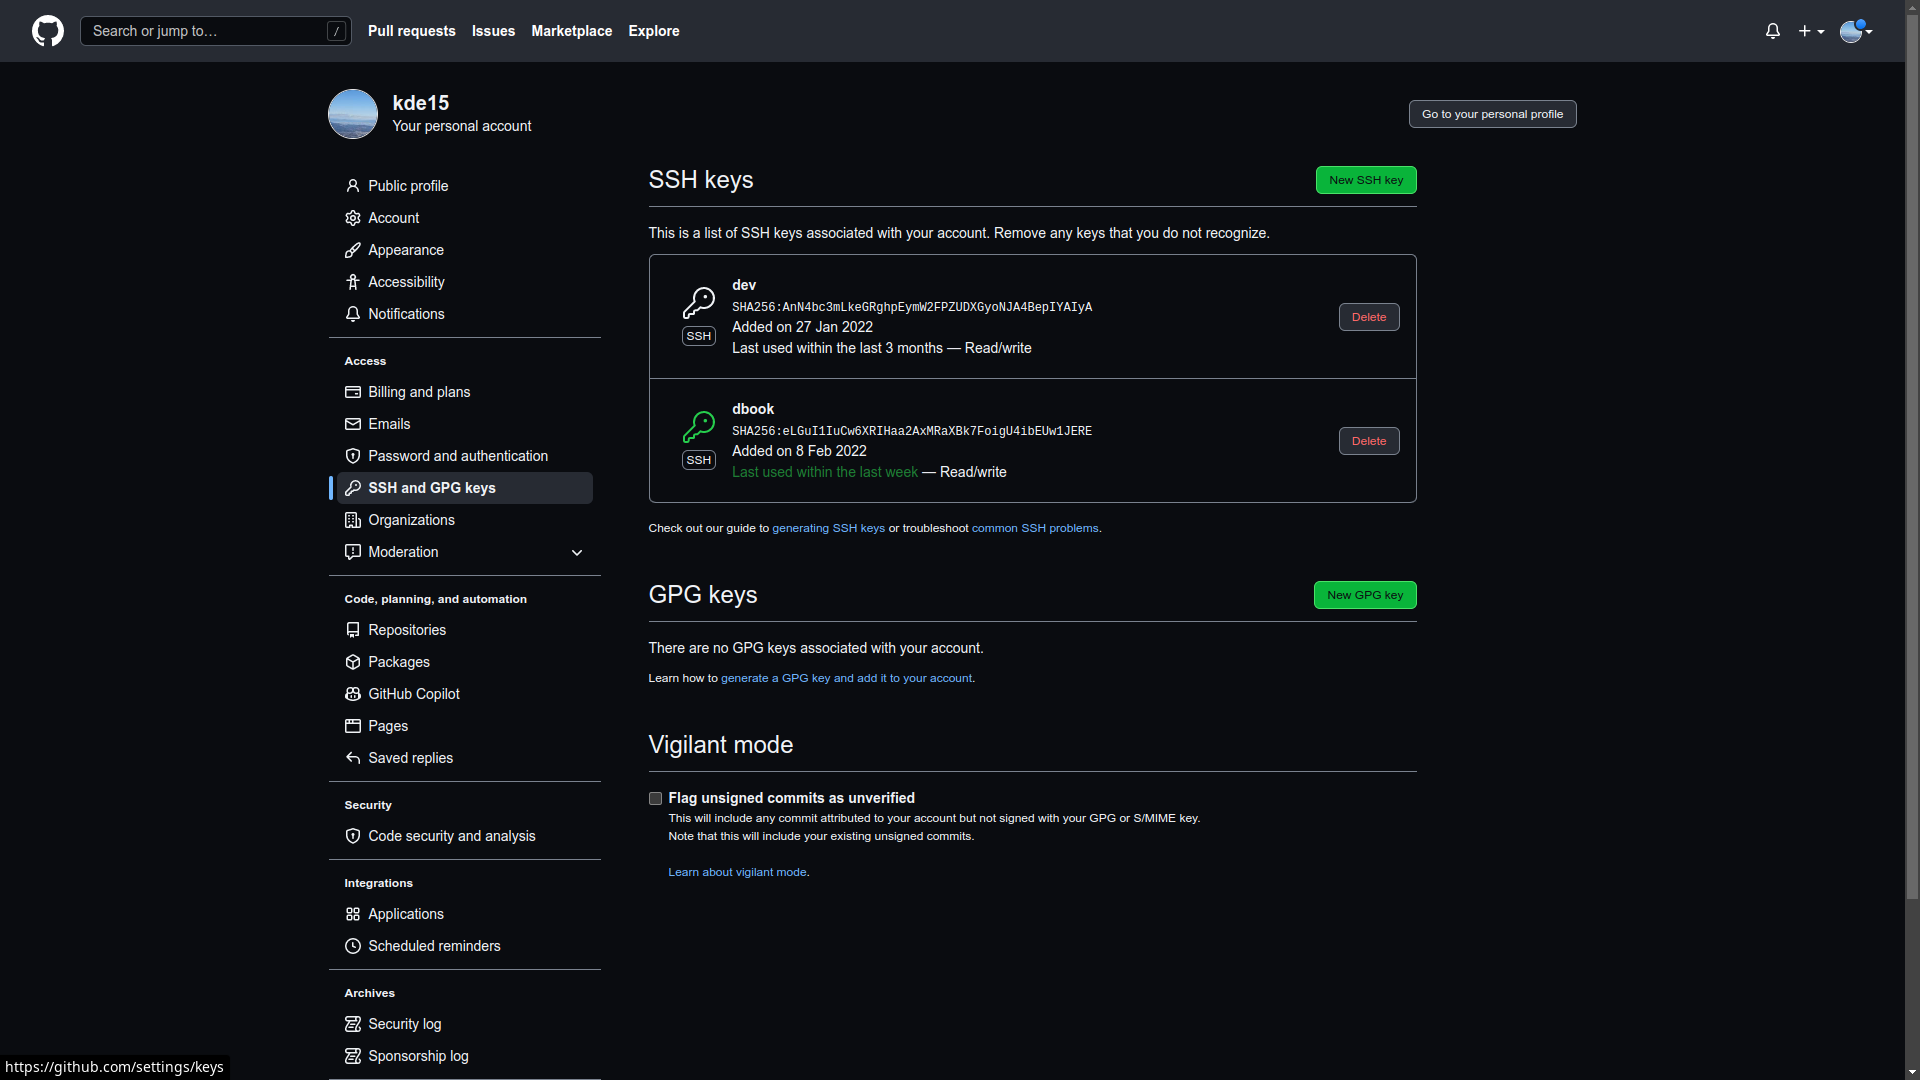 Search or jump to…
/
Pull requests
Issues
Marketplace
Explore
kde15
Your personal account
Go to your personal profile
Public profile
Account
Appearance
Accessibility
Notifications
Access
Billing and plans
Emails
Password and authentication
SSH and GPG keys
Organizations
Moderation
Code, planning, and automation
Repositories
Packages
GitHub Copilot
Pages
Saved replies
Security
Code security and analysis
Integrations
Applications
Scheduled reminders
Archives
Security log
Sponsorship log
SSH keys
New SSH key
This is a list of SSH keys associated with your account. Remove any keys that you do not recognize.
SSH
dev
SHA256:AnN4bc3mLkeGRghpEymW2FPZUDXGyoNJA4BepIYAIyA
Added on 27 Jan 2022
Last used within the last 3 months — Read/write
Delete
SSH
dbook
SHA256:eLGuI1IuCw6XRIHaa2AxMRaXBk7FoigU4ibEUw1JERE
Added on 8 Feb 2022
Last used within the last week — Read/write
Delete
Check out our guide to generating SSH keys or troubleshoot common SSH problems.
GPG keys
New GPG key
There are no GPG keys associated with your account.
Learn how to generate a GPG key and add it to your account.
Vigilant mode
Flag unsigned commits as unverified
This will include any commit attributed to your account but not signed with your GPG or S/MIME key.
Note that this will include your existing unsigned commits.
Learn about vigilant mode.
https://github.com/settings/keys